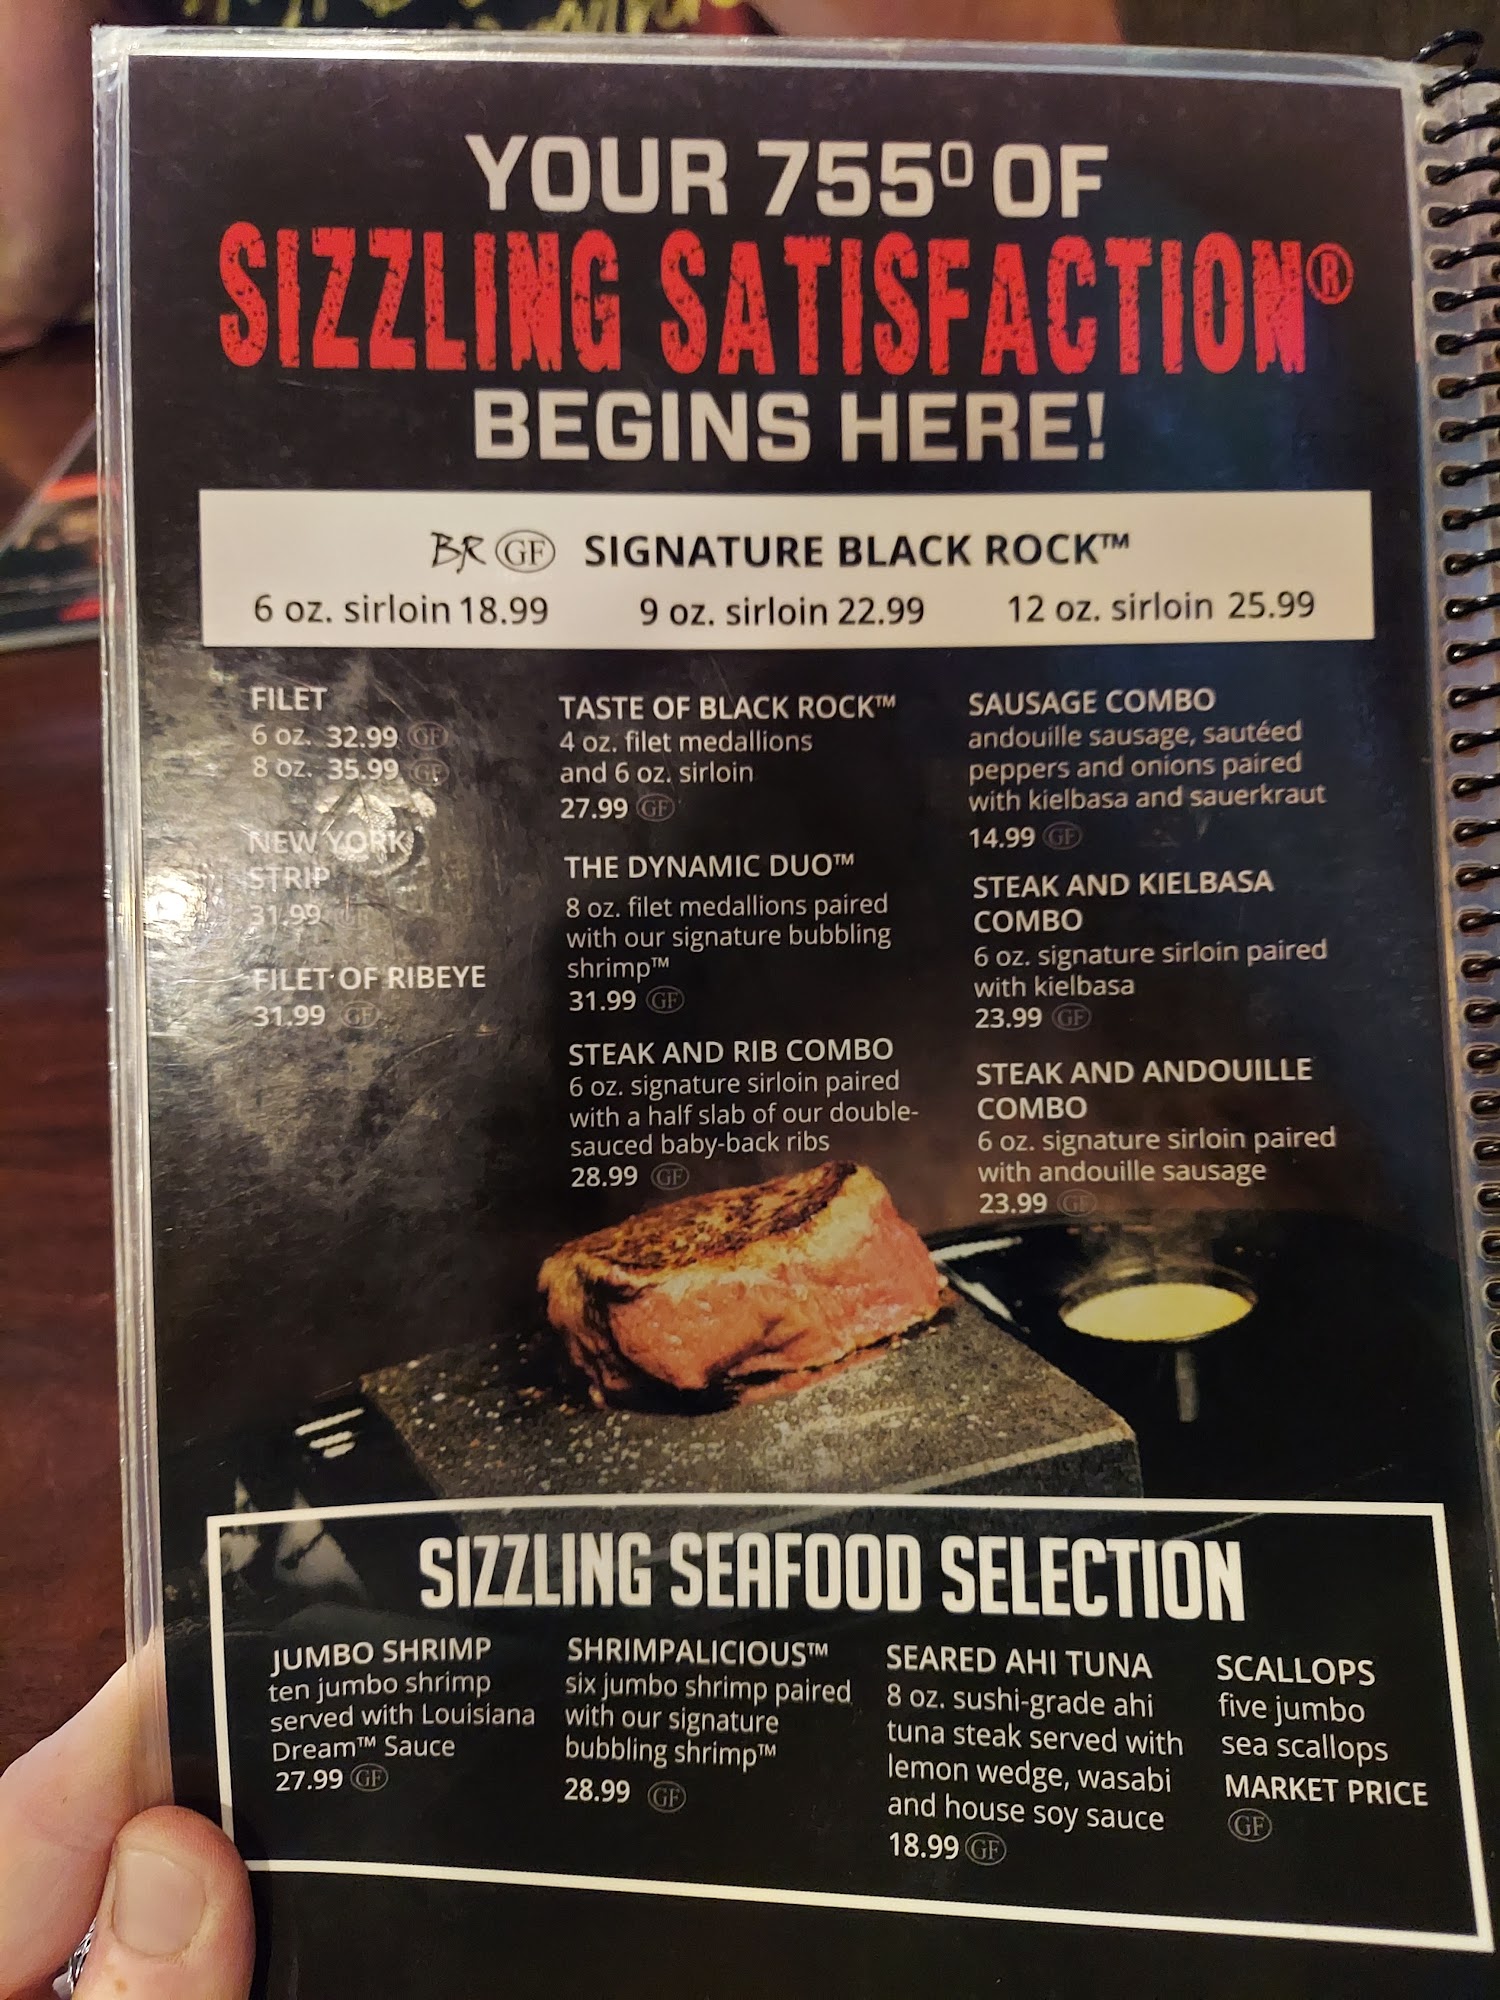 YOUR 755⁰ OF
SIZZLING SATISFACTION®
BEGINS HERE!
BR GF SIGNATURE BLACK ROCK™
6 oz. sirloin 18.99 9 oz. sirloin 22.99 12 oz. sirloin 25.99
FILET
6 oz. 32.99 GF
8 oz. 35.99 GF
NEW YORK
STRIP
31.99
FILET OF RIBEYE
31.99 GF
TASTE OF BLACK ROCK™
4 oz. filet medallions
and 6 oz. sirloin
27.99 GF
THE DYNAMIC DUO™
8 oz. filet medallions paired
with our signature bubbling
shrimp™
31.99 GF
STEAK AND RIB COMBO
6 oz. signature sirloin paired
with a half slab of our double-
sauced baby-back ribs
28.99 GF
SAUSAGE COMBO
andouille sausage, sautéed
peppers and onions paired
with kielbasa and sauerkraut
14.99 GF
STEAK AND KIELBASA
COMBO
6 oz. signature sirloin paired
with kielbasa
23.99 GF
STEAK AND ANDOUILLE
COMBO
6 oz. signature sirloin paired
with andouille sausage
23.99 GF
SIZZLING SEAFOOD SELECTION
JUMBO SHRIMP
ten jumbo shrimp
served with Louisiana
Dream™ Sauce
27.99 GF
SHRIMPALICIOUS™
six jumbo shrimp paired
with our signature
bubbling shrimp™
28.99 GF
SEARED AHI TUNA
8 oz. sushi-grade ahi
tuna steak served with
lemon wedge, wasabi
and house soy sauce
18.99 GF
SCALLOPS
five jumbo
sea scallops
MARKET PRICE
GF